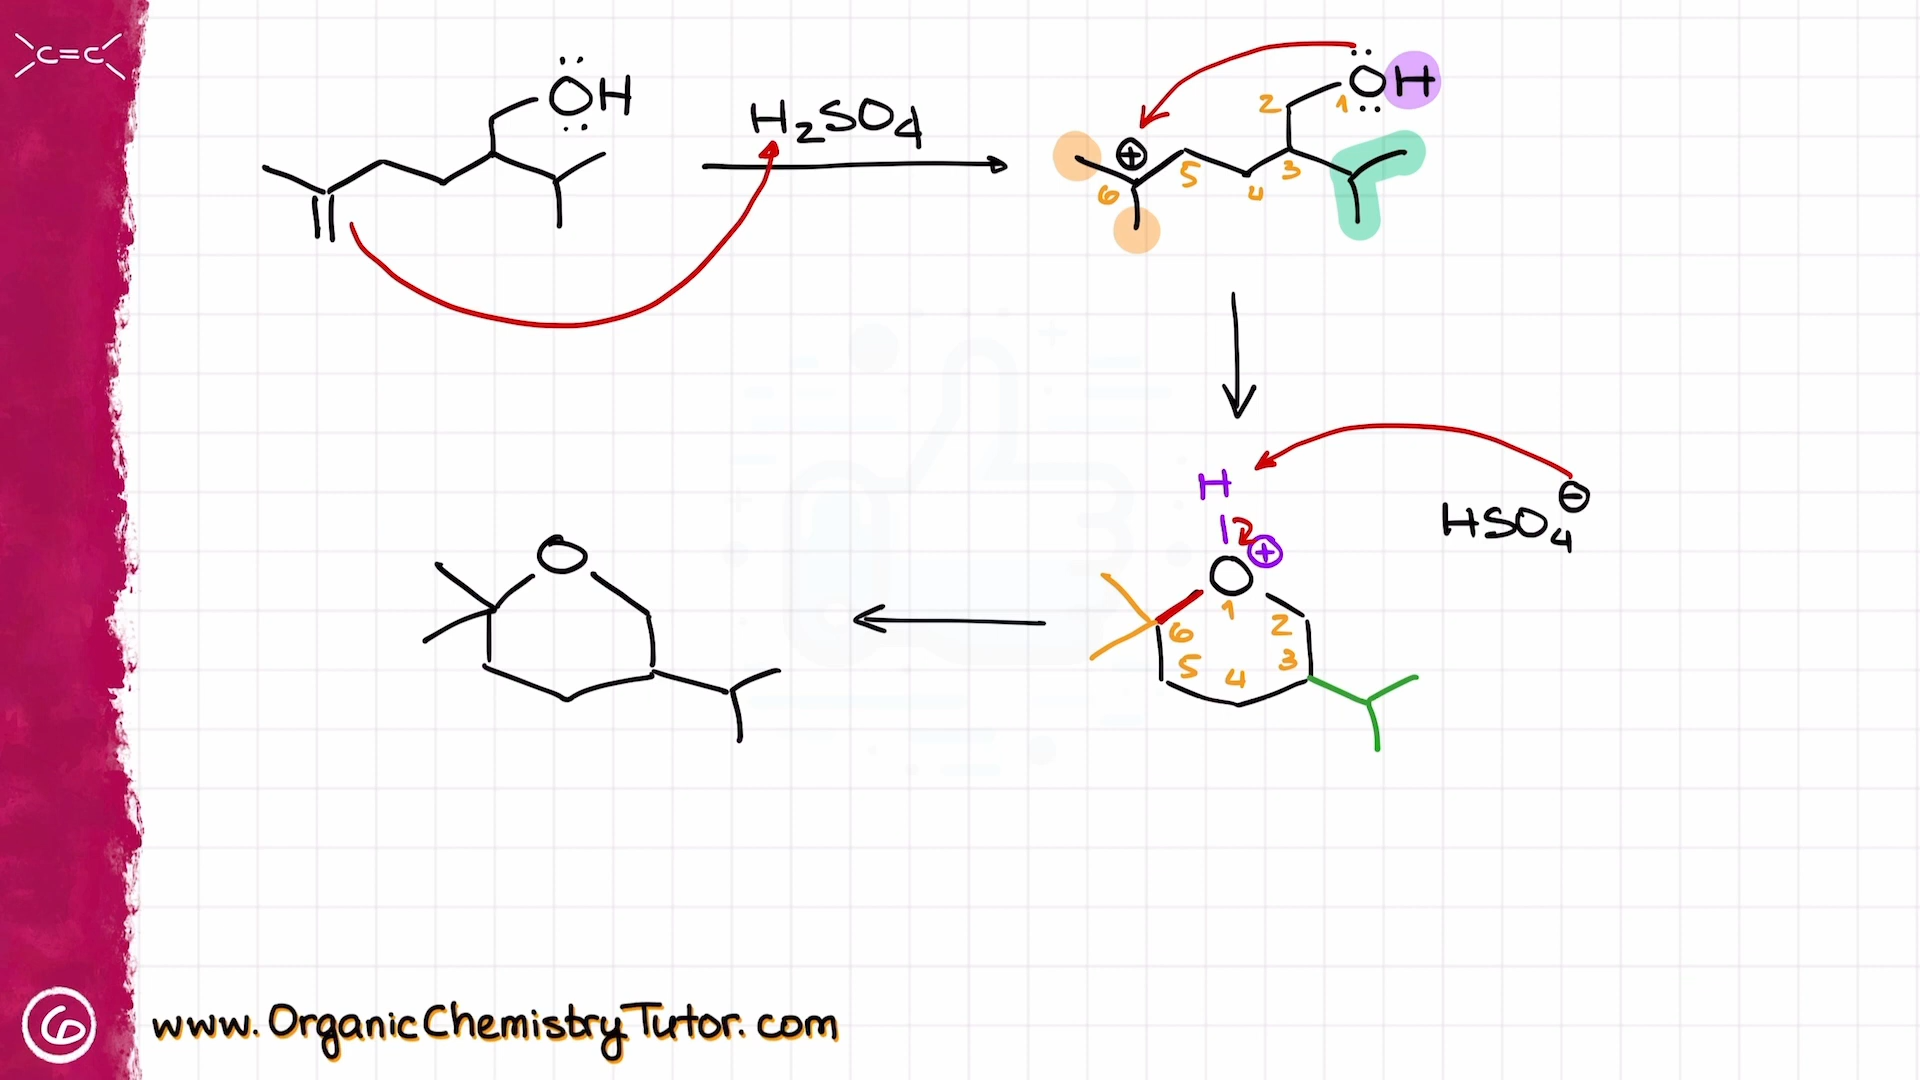 C=C
OH
H₂SO₄
OH
2 1
⊕
6 5 4 3
H
⊕
HSO₄⊖
O
O
1
6 2
5 4 3
6
www.OrganicChemistryTutor.com